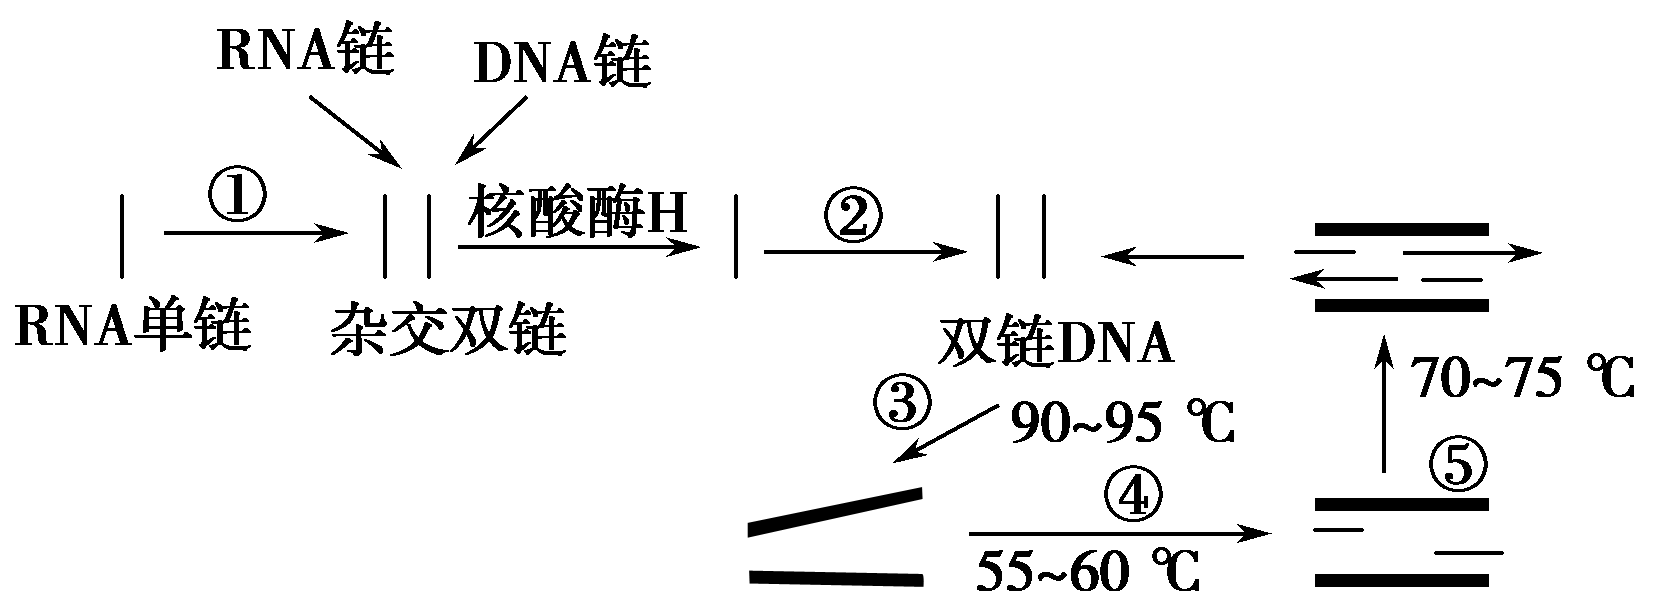 RNA链
DNA链
①
核酸酶H
②
RNA单链
杂交双链
双链DNA
③
90~95 ℃
70~75 ℃
④
⑤
55~60 ℃